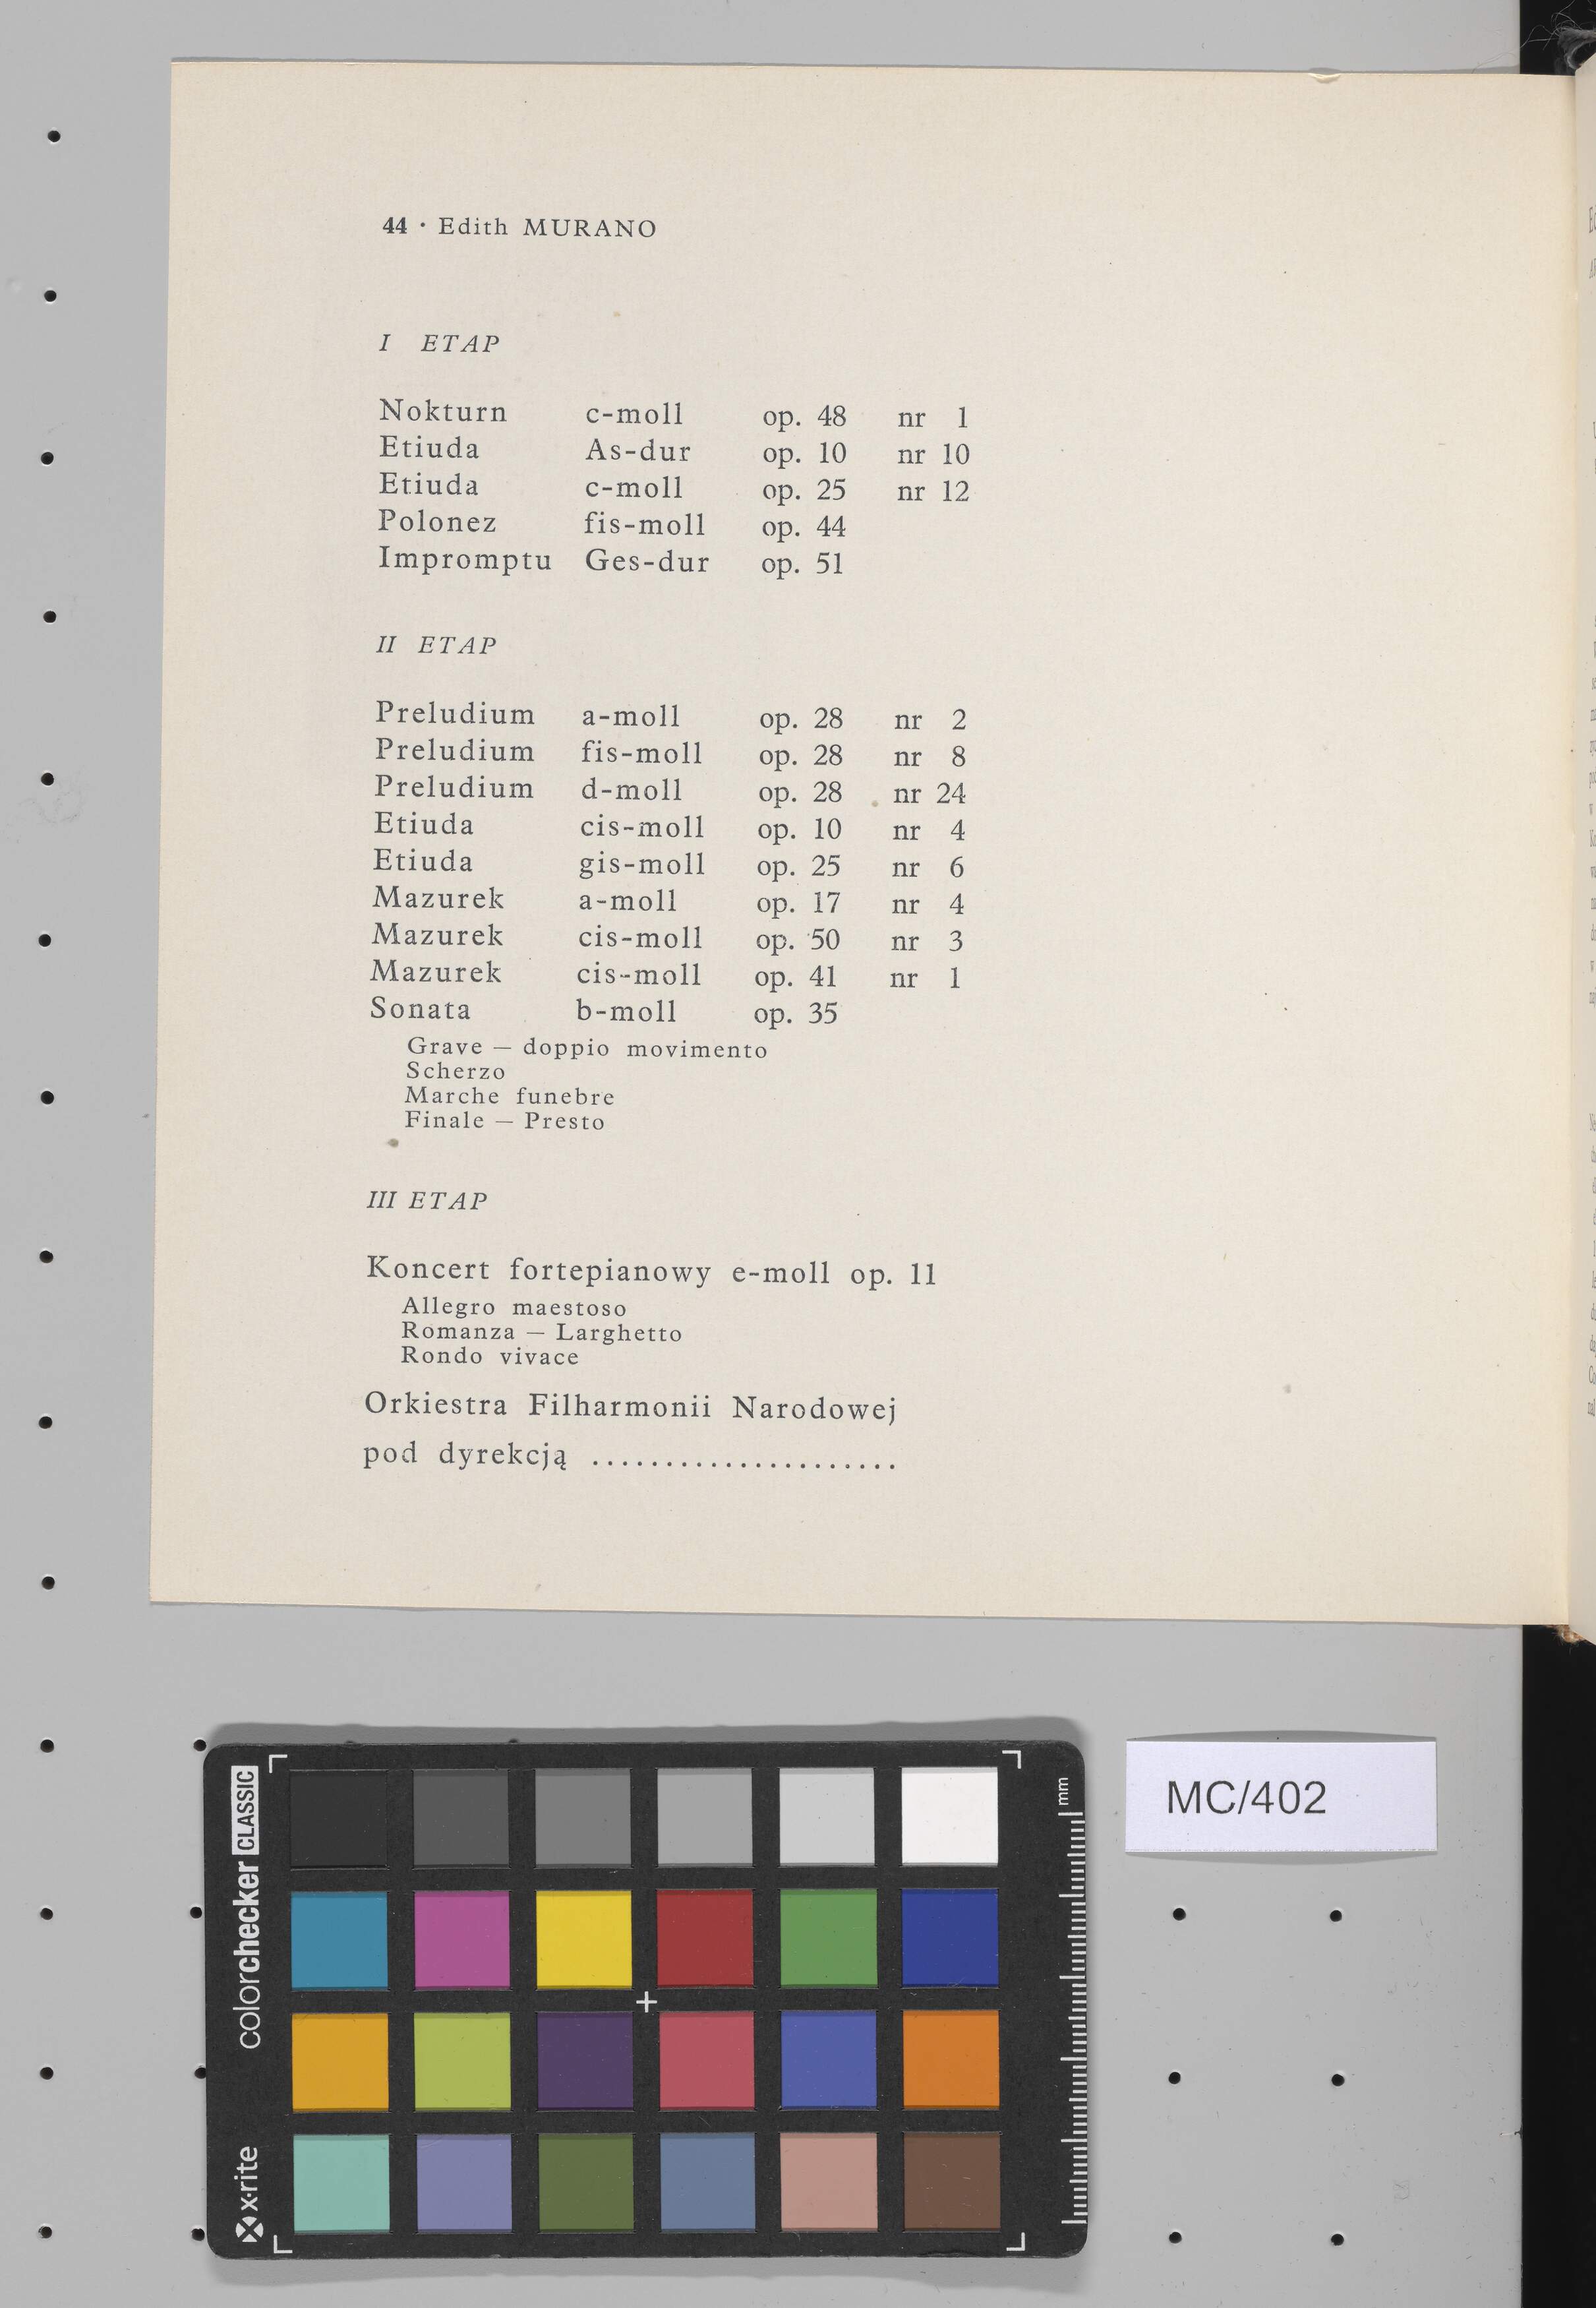 44 · Edith MURANO
I ETAP
Nokturn c-moll op. 48 nr 1
Etiuda As-dur op. 10 nr 10
Etiuda c-moll op. 25 nr 12
Polonez fis-moll op. 44
Impromptu Ges-dur op. 51
II ETAP
Preludium a-moll op. 28 nr 2
Preludium fis-moll op. 28 nr 8
Preludium d-moll op. 28 nr 24
Etiuda cis-moll op. 10 nr 4
Etiuda gis-moll op. 25 nr 6
Mazurek a-moll op. 17 nr 4
Mazurek cis-moll op. 50 nr 3
Mazurek cis-moll op. 41 nr 1
Sonata b-moll op. 35
Grave — doppio movimento
Scherzo
Marche funebre
Finale — Presto
III ETAP
Koncert fortepianowy e-moll op. 11
Allegro maestoso
Romanza — Larghetto
Rondo vivace
Orkiestra Filharmonii Narodowej
pod dyrekcją .....................
x-rite colorchecker CLASSIC
mm
MC/402